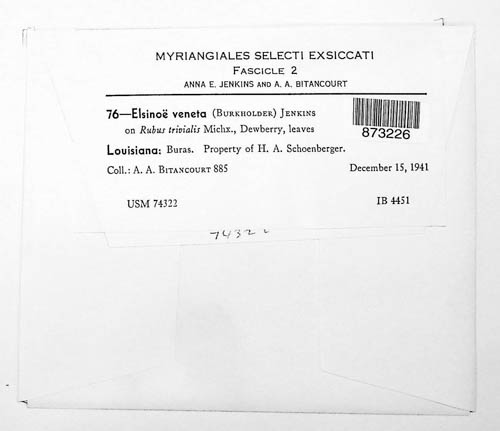 MYRIANGIALES SELECTI EXSICCATI
FASCICLE 2
ANNA E. JENKINS AND A. A. BITANCOURT
76—Elsinoë veneta (BURKHOLDER) JENKINS
on Rubus trivialis Michx., Dewberry, leaves
873226
Louisiana: Buras. Property of H. A. Schoenberger.
Coll.: A. A. BITANCOURT 885 December 15, 1941
USM 74322 IB 4451
74322